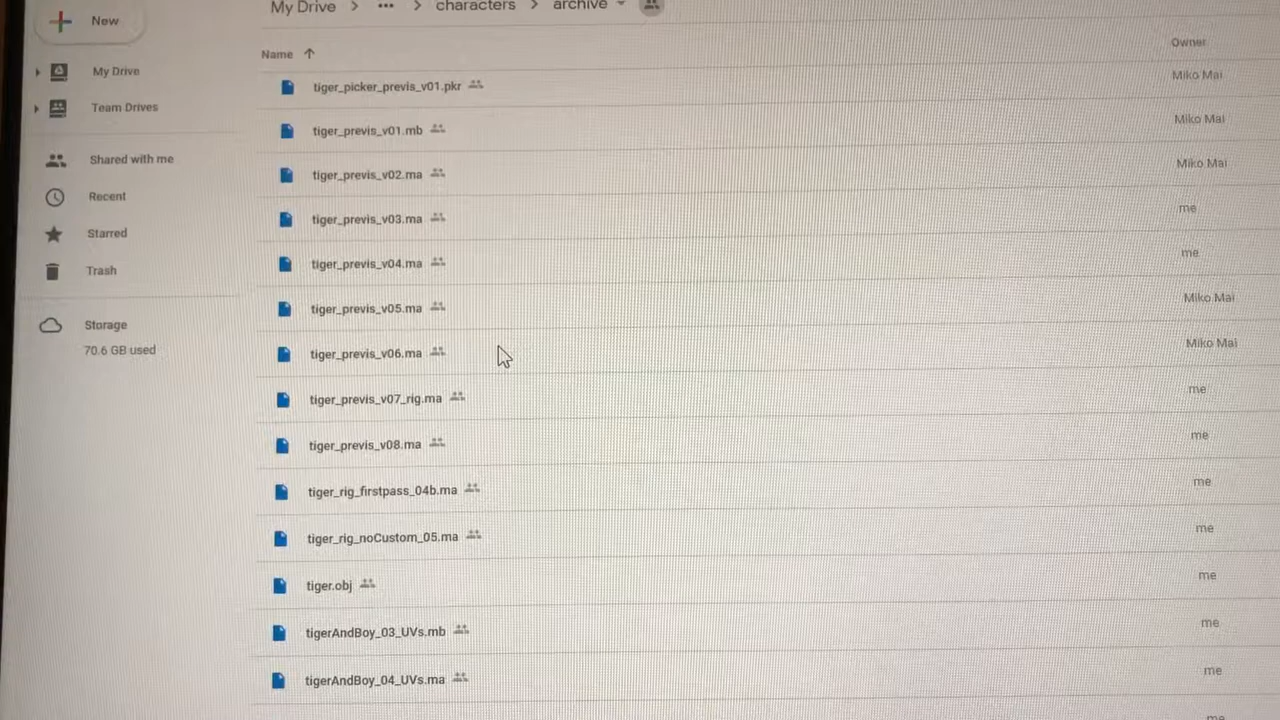 My Drive > ••• > characters > archive
New
Name Owner
tiger_picker_previs_v01.pkr Miko Mai
My Drive
tiger_previs_v01.mb Miko Mai
Team Drives
tiger_previs_v02.ma Miko Mai
Shared with me
tiger_previs_v03.ma me
Recent
tiger_previs_v04.ma me
Starred
tiger_previs_v05.ma Miko Mai
Trash
tiger_previs_v06.ma Miko Mai
Storage
70.6 GB used
tiger_previs_v07_rig.ma me
tiger_previs_v08.ma me
tiger_rig_firstpass_04b.ma me
tiger_rig_noCustom_05.ma me
tiger.obj me
tigerAndBoy_03_UVs.mb me
tigerAndBoy_04_UVs.ma me